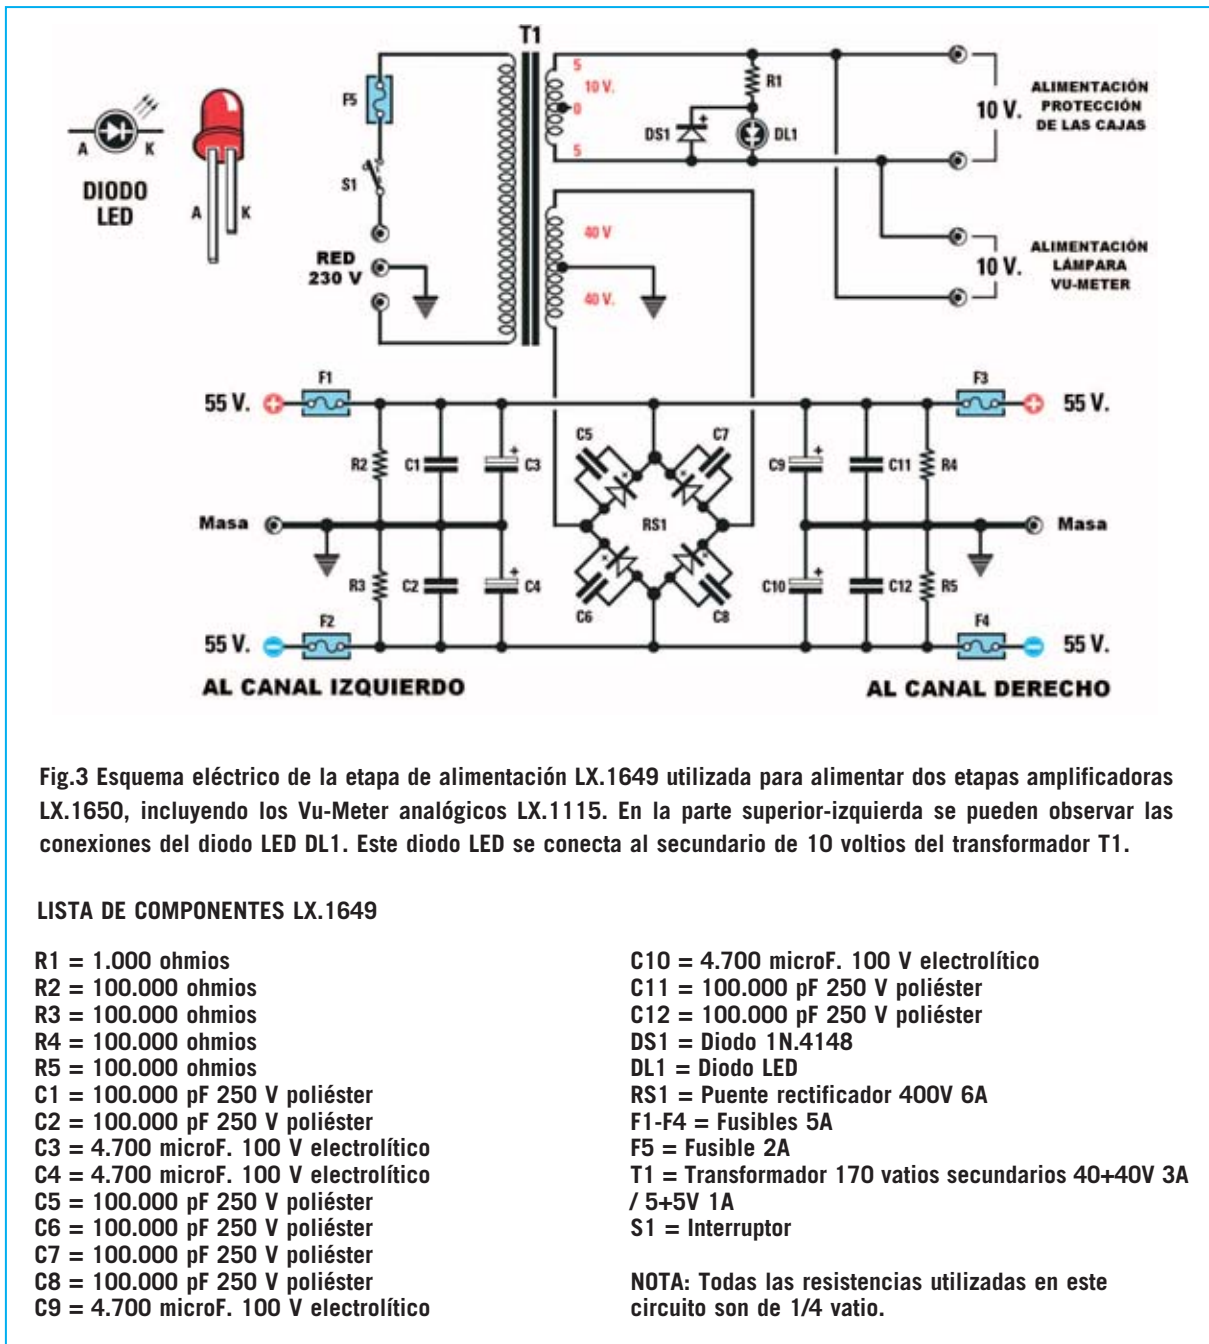 T1
F5
S1
RED
230 V
A
K
DIODO
LED
A
K
5
10 V.
0
5
40 V
40 V.
R1
DS1
+
DL1
10 V.
ALIMENTACIÓN
PROTECCIÓN
DE LAS CAJAS
10 V.
ALIMENTACIÓN
LÁMPARA
VU-METER
F1
F3
55 V.
+
+
55 V.
C5
C7
R2
C1
+
C3
C9
+
C11
R4
Masa
RS1
Masa
R3
C2
+
C4
C10
+
C12
R5
C6
C8
F2
F4
55 V.
55 V.
AL CANAL IZQUIERDO
AL CANAL DERECHO
Fig.3 Esquema eléctrico de la etapa de alimentación LX.1649 utilizada para alimentar dos etapas amplificadoras
LX.1650, incluyendo los Vu-Meter analógicos LX.1115. En la parte superior-izquierda se pueden observar las
conexiones del diodo LED DL1. Este diodo LED se conecta al secundario de 10 voltios del transformador T1.
LISTA DE COMPONENTES LX.1649
R1 = 1.000 ohmios
R2 = 100.000 ohmios
R3 = 100.000 ohmios
R4 = 100.000 ohmios
R5 = 100.000 ohmios
C1 = 100.000 pF 250 V poliéster
C2 = 100.000 pF 250 V poliéster
C3 = 4.700 microF. 100 V electrolítico
C4 = 4.700 microF. 100 V electrolítico
C5 = 100.000 pF 250 V poliéster
C6 = 100.000 pF 250 V poliéster
C7 = 100.000 pF 250 V poliéster
C8 = 100.000 pF 250 V poliéster
C9 = 4.700 microF. 100 V electrolítico
C10 = 4.700 microF. 100 V electrolítico
C11 = 100.000 pF 250 V poliéster
C12 = 100.000 pF 250 V poliéster
DS1 = Diodo 1N.4148
DL1 = Diodo LED
RS1 = Puente rectificador 400V 6A
F1-F4 = Fusibles 5A
F5 = Fusible 2A
T1 = Transformador 170 vatios secundarios 40+40V 3A
/ 5+5V 1A
S1 = Interruptor
NOTA: Todas las resistencias utilizadas en este
circuito son de 1/4 vatio.